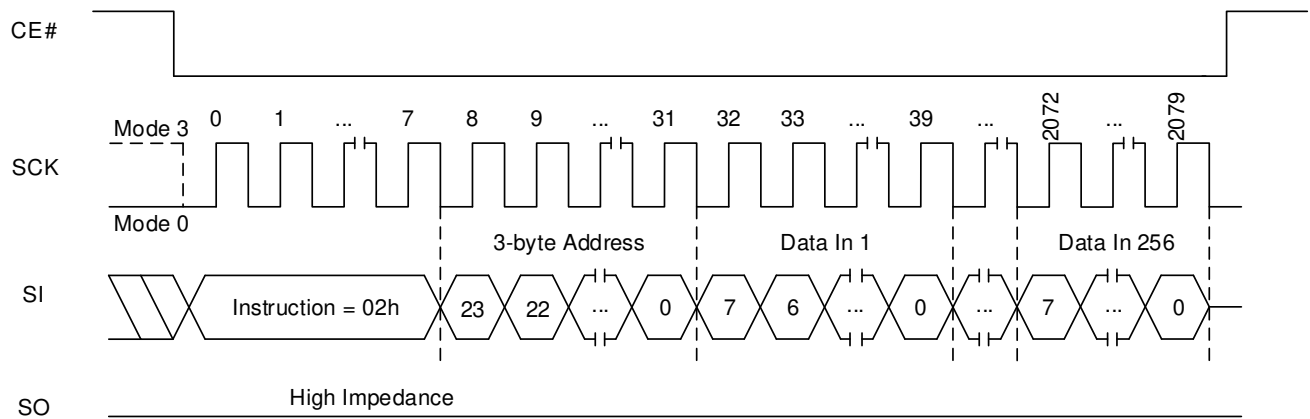 CE#
Mode 3
0 1 ... 7 8 9 ... 31 32 33 ... 39 ... 2072 ... 2079
SCK
Mode 0
3-byte Address Data In 1 Data In 256
SI
Instruction = 02h 23 22 ... 0 7 6 ... 0 ... 7 ... 0
High Impedance
SO